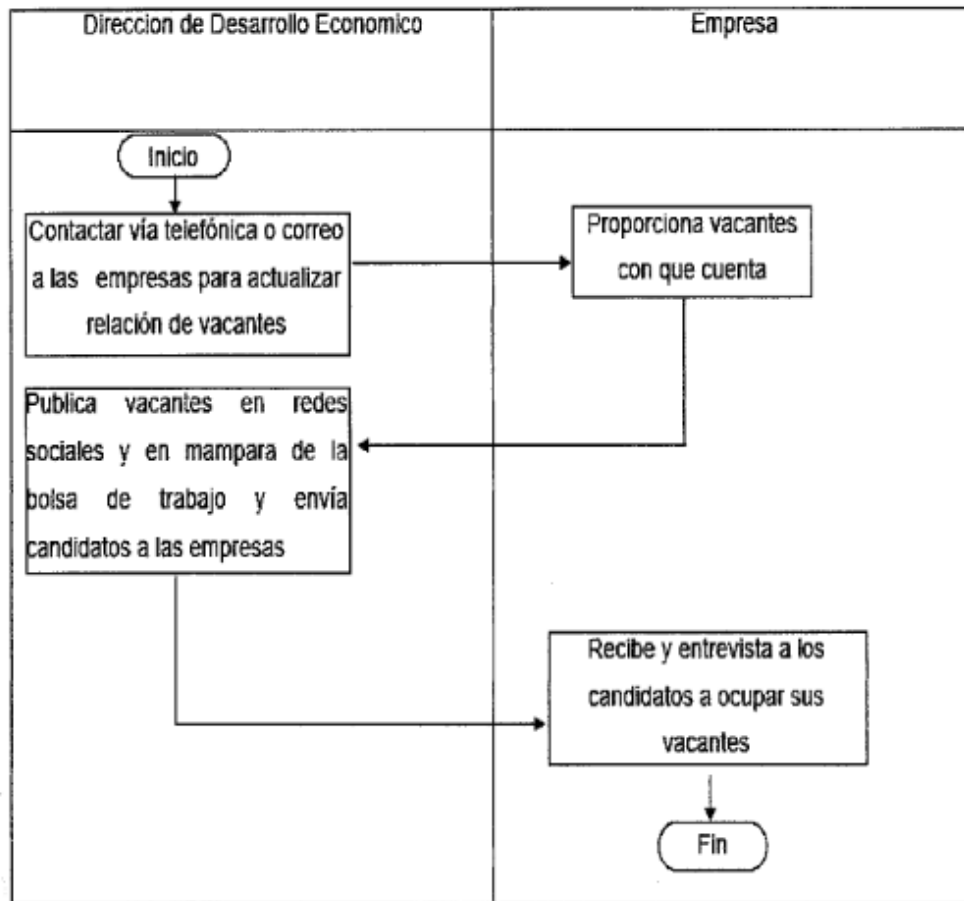 Direccion de Desarrollo Economico
Empresa
Inicio
Contactar vía telefónica o correo
a las empresas para actualizar
relación de vacantes
Proporciona vacantes
con que cuenta
Publica vacantes en redes
sociales y en mampara de la
bolsa de trabajo y envía
candidatos a las empresas
Recibe y entrevista a los
candidatos a ocupar sus
vacantes
Fin